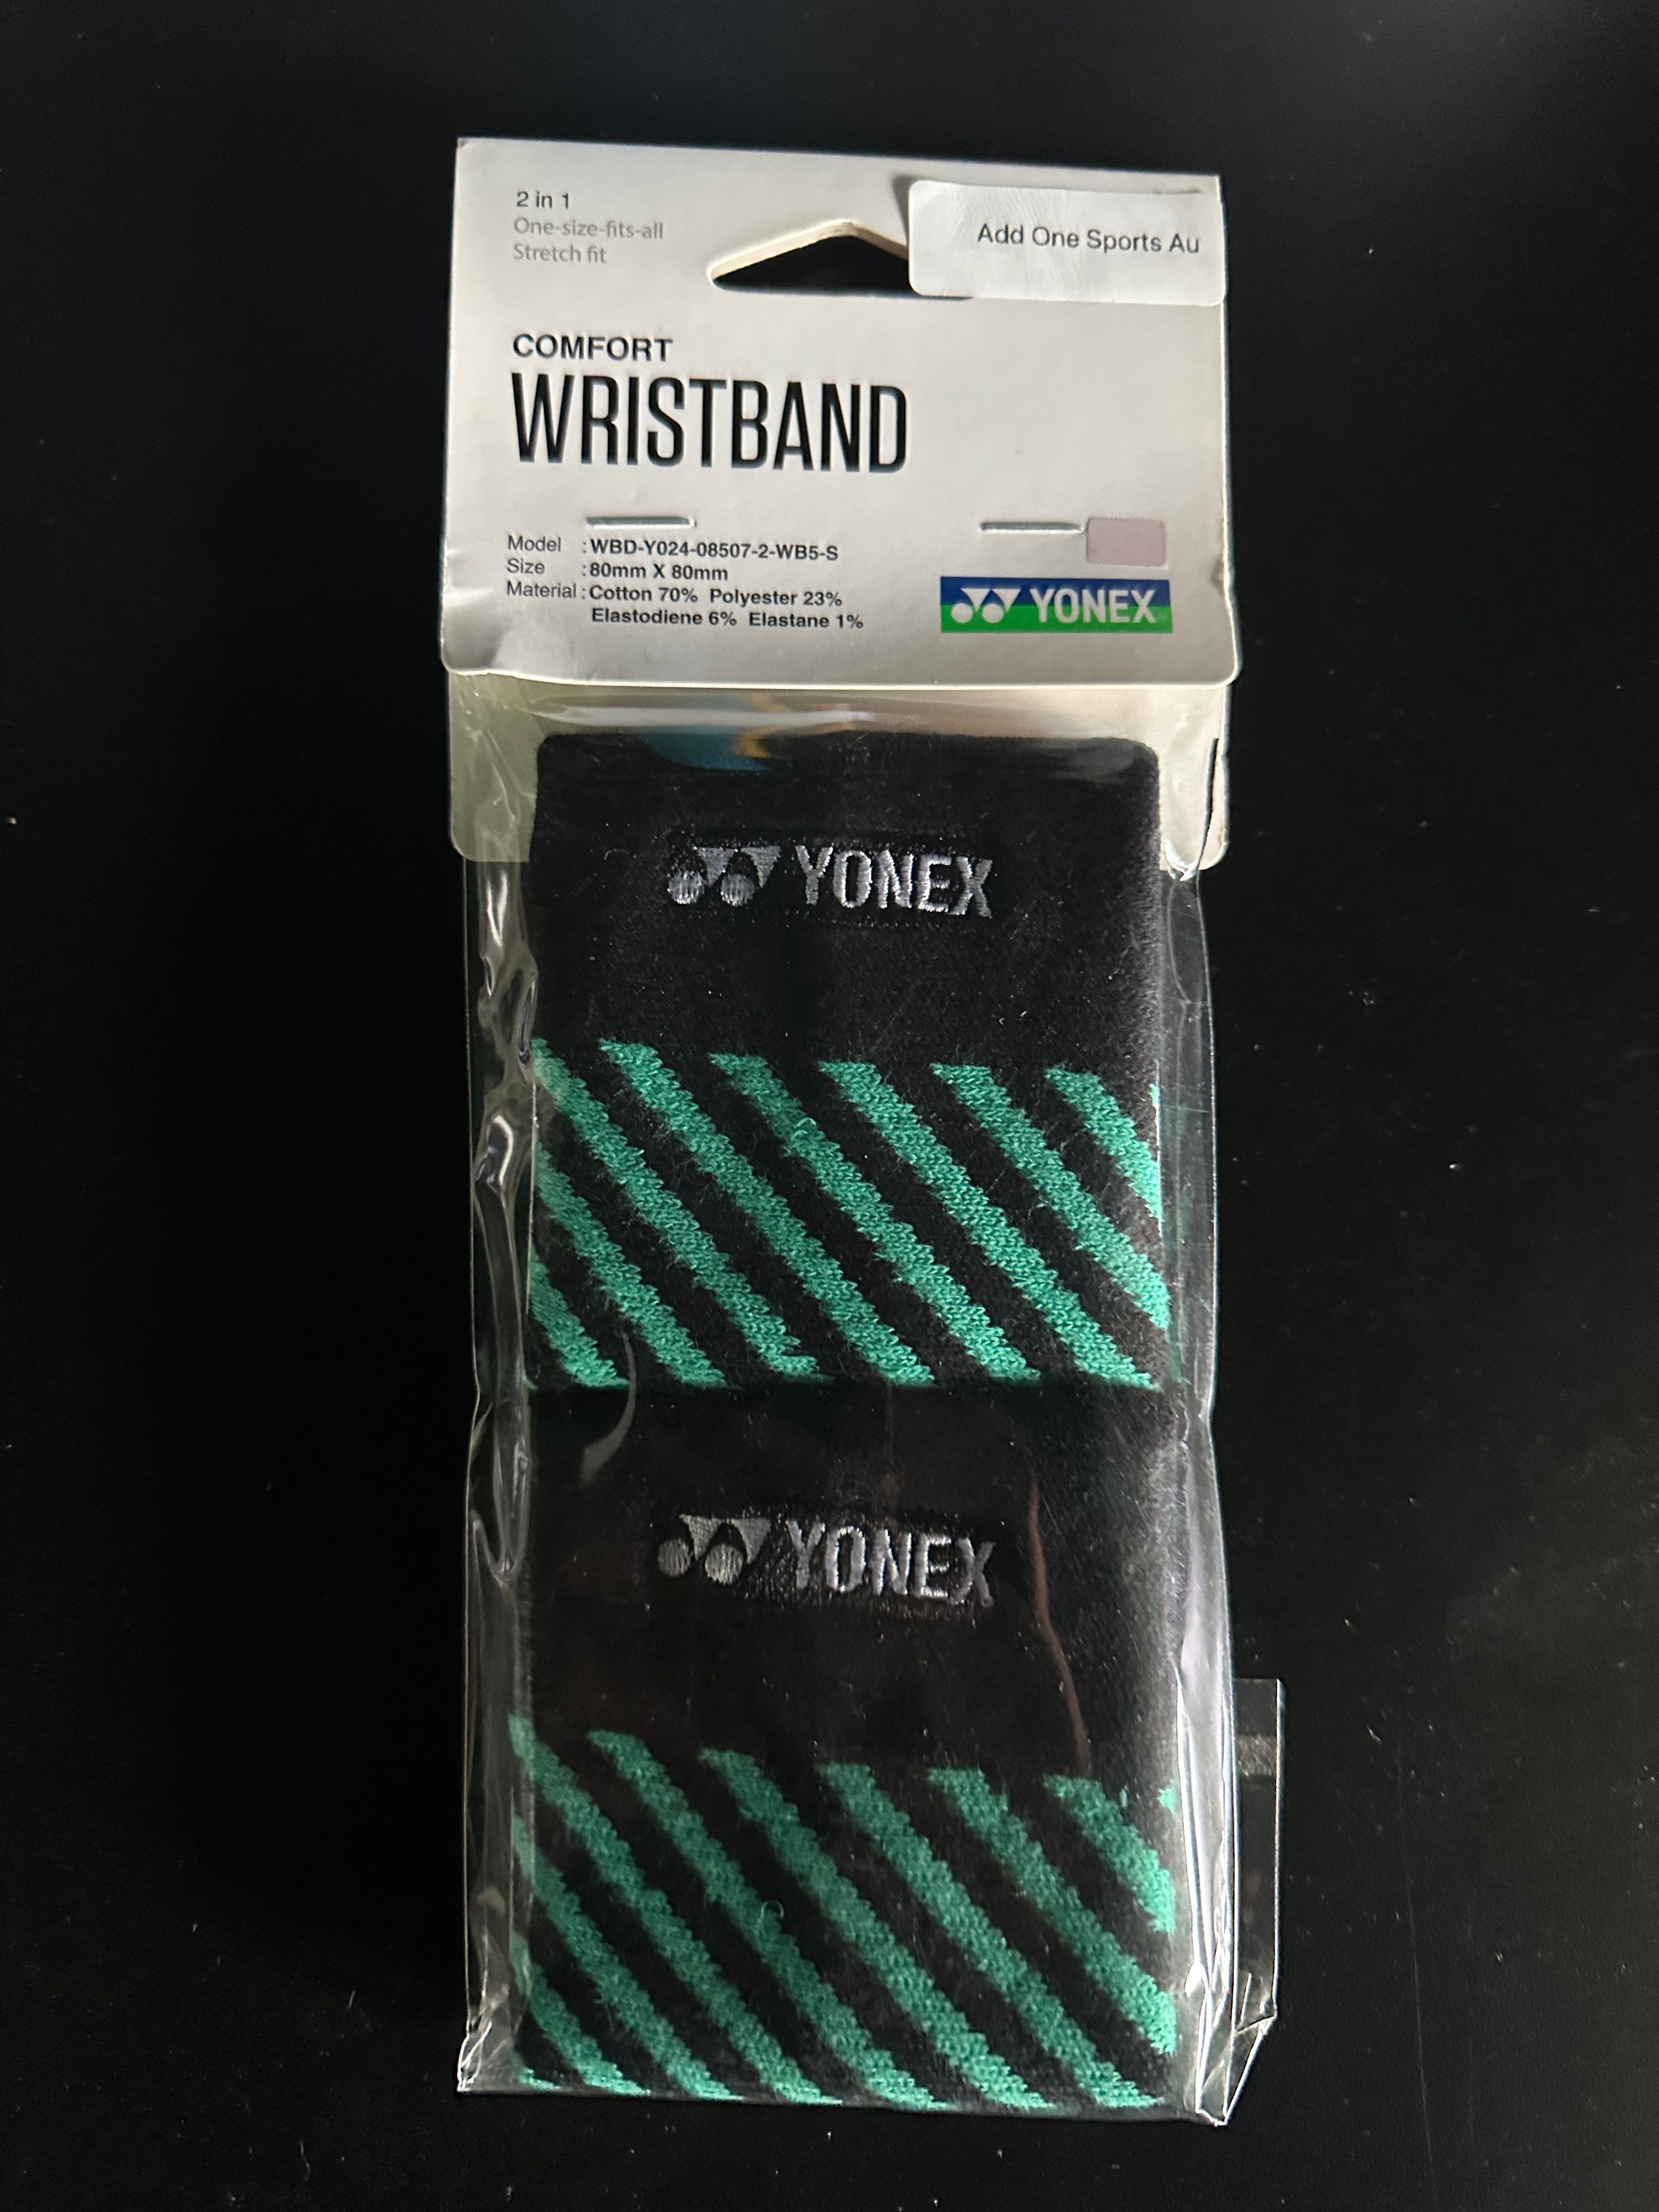 2 in 1
One-size-fits-all
Stretch fit
Add One Sports Au
COMFORT
WRISTBAND
Model : WBD-Y024-08507-2-WB5-S
Size : 80mm X 80mm
Material : Cotton 70% Polyester 23%
Elastodiene 6% Elastane 1%
YONEX
YONEX
YONEX